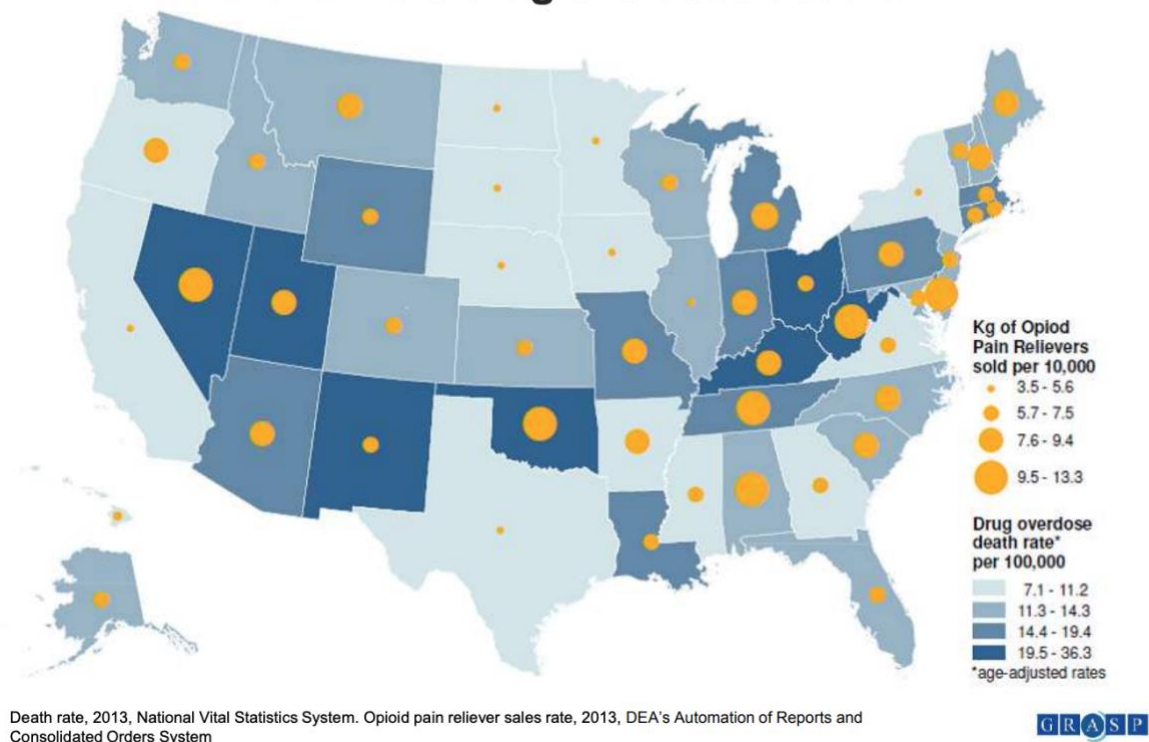 Kg of Opiod
Pain Relievers
sold per 10,000
3.5 - 5.6
5.7 - 7.5
7.6 - 9.4
9.5 - 13.3
Drug overdose
death rate*
per 100,000
7.1 - 11.2
11.3 - 14.3
14.4 - 19.4
19.5 - 36.3
*age-adjusted rates
Death rate, 2013, National Vital Statistics System. Opioid pain reliever sales rate, 2013, DEA's Automation of Reports and
Consolidated Orders System
GRASP